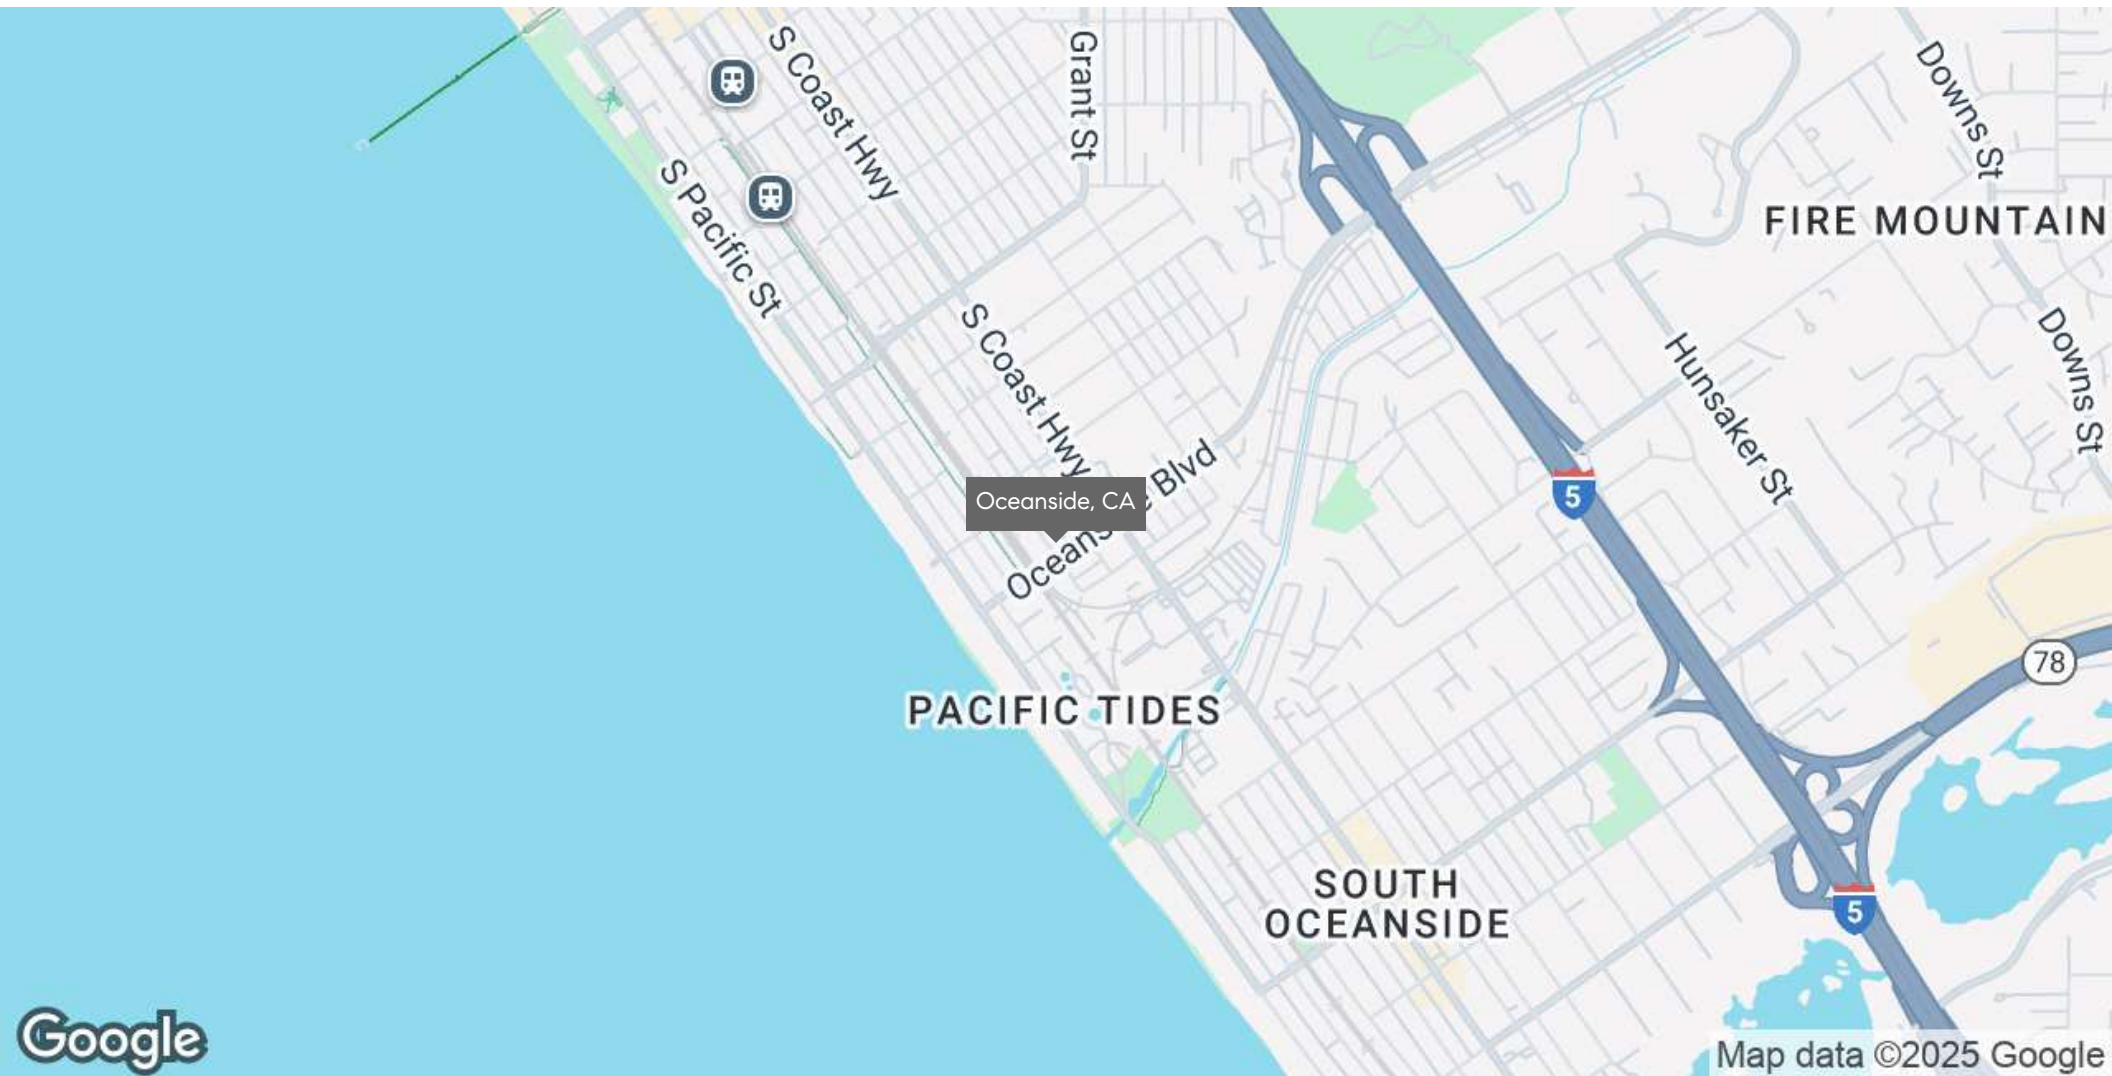 S Coast Hwy
Grant St
Downs St
S Pacific St
FIRE MOUNTAIN
S Coast Hwy
Hunsaker St
Downs St
Oceanside, CA
Oceans e Blvd
5
78
PACIFIC TIDES
SOUTH
OCEANSIDE
5
Google
Map data ©2025 Google